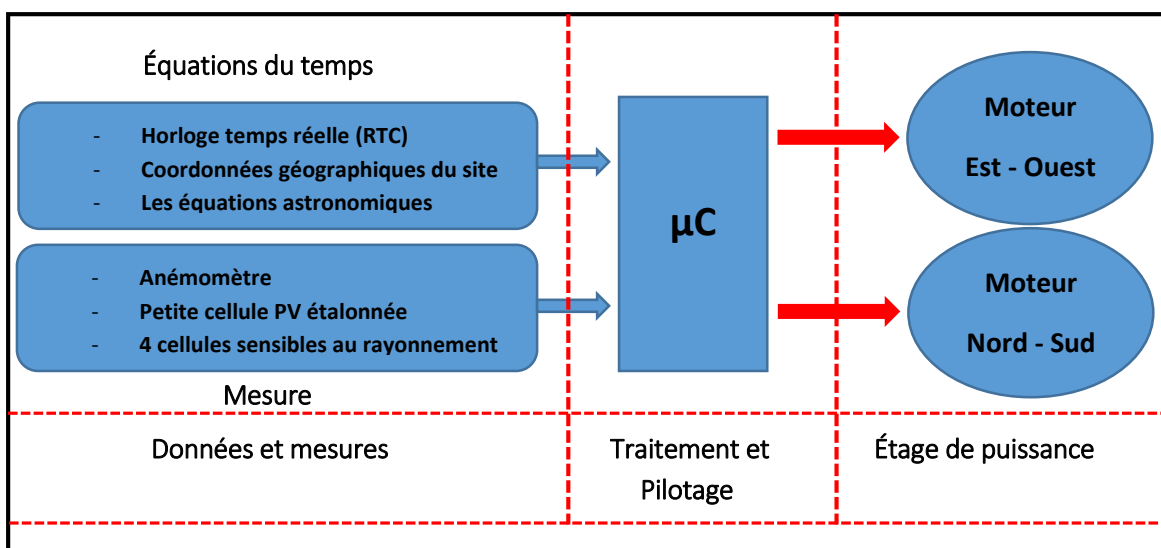 Équations du temps
- Horloge temps réelle (RTC)
- Coordonnées géographiques du site
- Les équations astronomiques
- Anémomètre
- Petite cellule PV étalonnée
- 4 cellules sensibles au rayonnement
Mesure
µC
Moteur
Est - Ouest
Moteur
Nord - Sud
Données et mesures
Traitement et
Pilotage
Étage de puissance